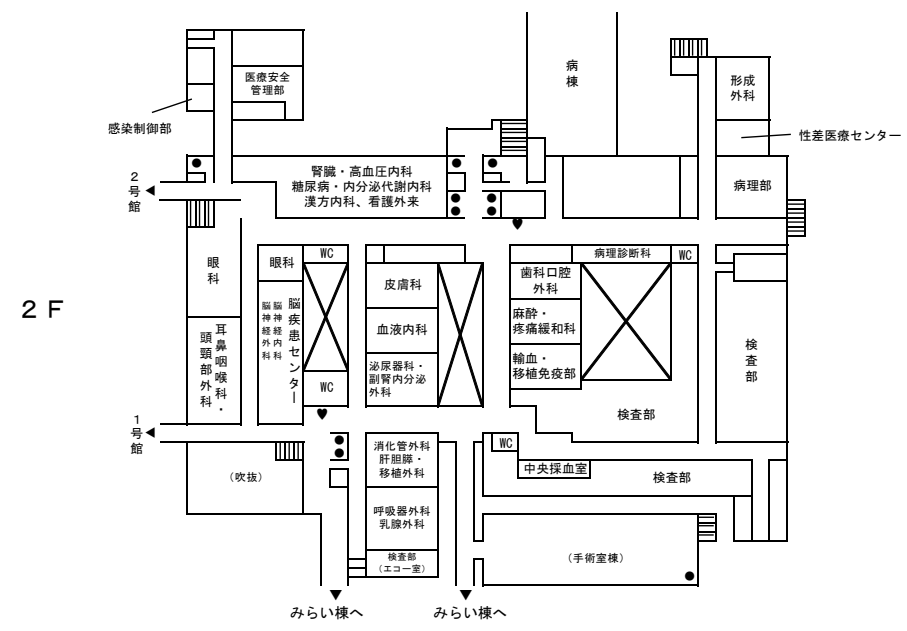 病
棟
医療安全
管理部
感染制御部
形成
外科
性差医療センター
2
号
館
腎臓・高血圧内科
糖尿病・内分泌代謝内科
漢方内科、看護外来
病理部
眼科
眼科
WC
病理診断科
WC
皮膚科
歯科口腔
外科
2F
脳神経外科
脳神経内科
脳疾患センター
血液内科
麻酔・
疼痛緩和科
耳鼻咽喉科・
頭頸部外科
泌尿器科・
副腎内分泌
外科
輸血・
移植免疫部
検査部
WC
検査部
1
号
館
消化管外科
肝胆膵・
移植外科
WC
中央採血室
検査部
(吹抜)
呼吸器外科
乳腺外科
検査部
(エコー室)
(手術室棟)
みらい棟へ
みらい棟へ